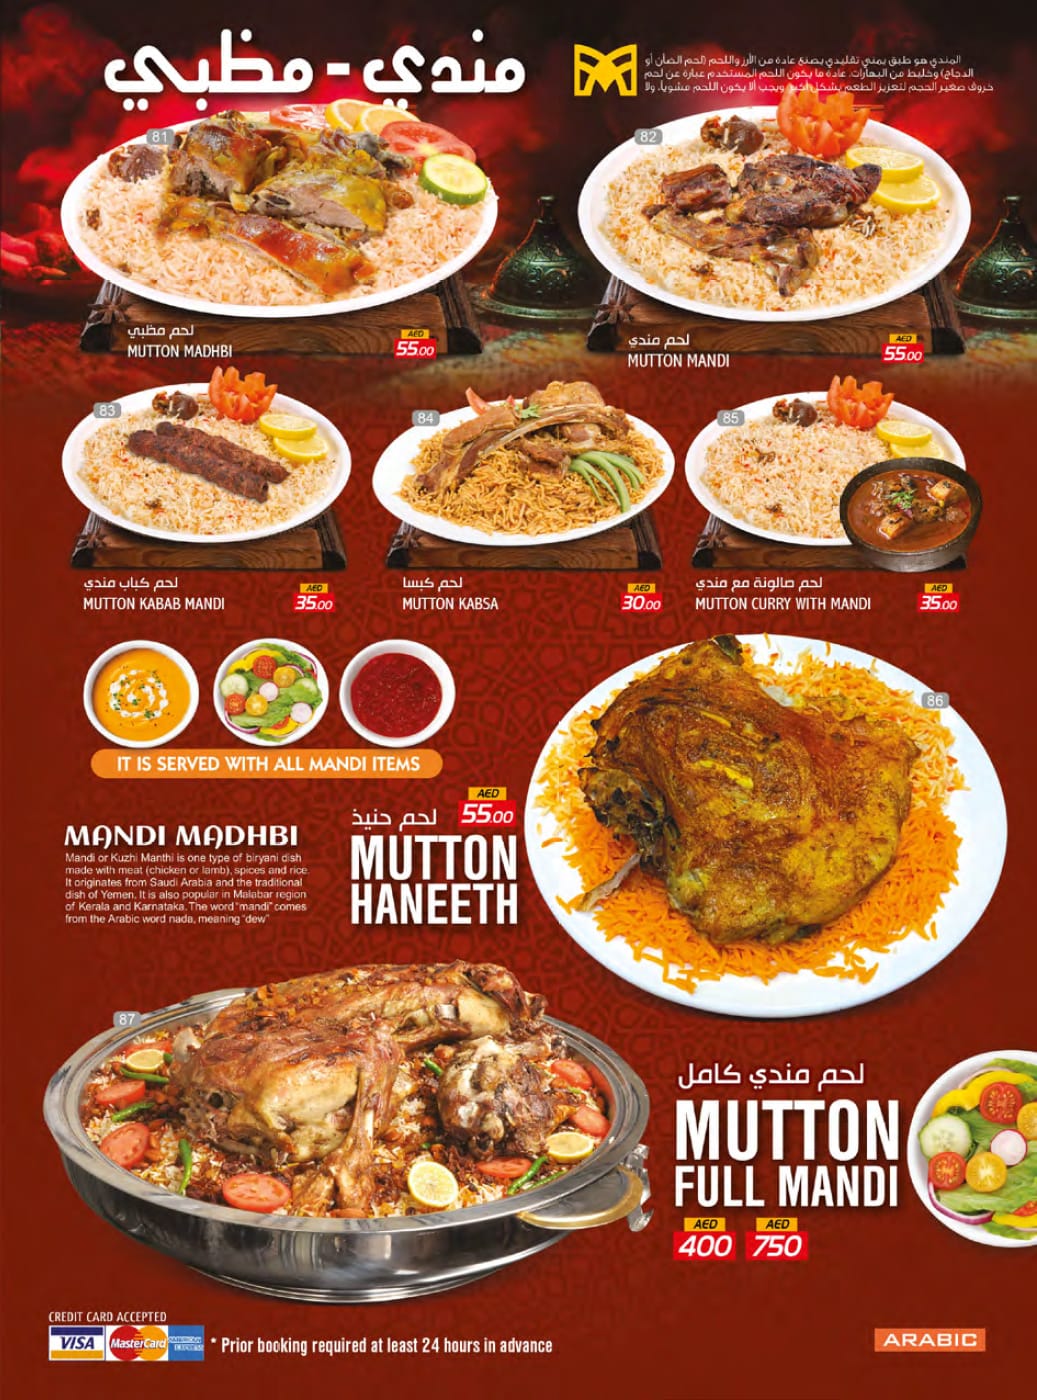 مندي - مظبي
المندي هو طبق يمني تقليدي يصنع عادة من الأرز واللحم (لحم الضأن أو
الدجاج) وخليط من البهارات. عادة ما يكون اللحم المستخدم عبارة عن لحم
خروف صغير الحجم لتعزيز الطعم بشكل أكبر ويجب ألا يكون اللحم مشوياً. ولا
81
82
لحم مظبي
MUTTON MADHBI
AED
55.00
لحم مندي
MUTTON MANDI
AED
55.00
83
84
85
لحم كباب مندي
MUTTON KABAB MANDI
AED
35.00
لحم كبسا
MUTTON KABSA
AED
30.00
لحم صالونة مع مندي
MUTTON CURRY WITH MANDI
AED
35.00
IT IS SERVED WITH ALL MANDI ITEMS
86
MANDI MADHBI
Mandi or Kuzhi Manthi is one type of biryani dish
made with meat (chicken or lamb), spices and rice.
It originates from Saudi Arabia and the traditional
dish of Yemen. It is also popular in Malabar region
of Kerala and Karnataka. The word "mandi" comes
from the Arabic word nada, meaning "dew"
لحم حنيذ
AED
55.00
MUTTON
HANEETH
87
لحم مندي كامل
MUTTON
FULL MANDI
AED
400
AED
750
CREDIT CARD ACCEPTED
VISA
MasterCard
AMERICAN
EXPRESS
* Prior booking required at least 24 hours in advance
ARABIC